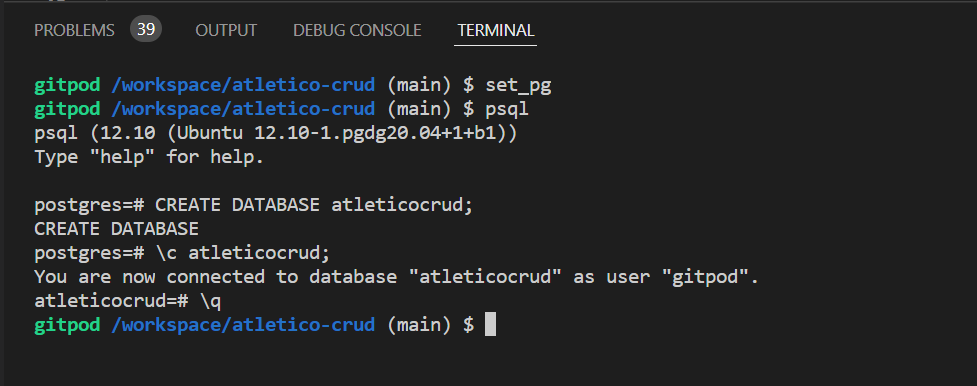 PROBLEMS 39 OUTPUT DEBUG CONSOLE TERMINAL
gitpod /workspace/atletico-crud (main) $ set_pg
gitpod /workspace/atletico-crud (main) $ psql
psql (12.10 (Ubuntu 12.10-1.pgdg20.04+1+b1))
Type "help" for help.
postgres=# CREATE DATABASE atleticocrud;
CREATE DATABASE
postgres=# \c atleticocrud;
You are now connected to database "atleticocrud" as user "gitpod".
atleticocrud=# \q
gitpod /workspace/atletico-crud (main) $